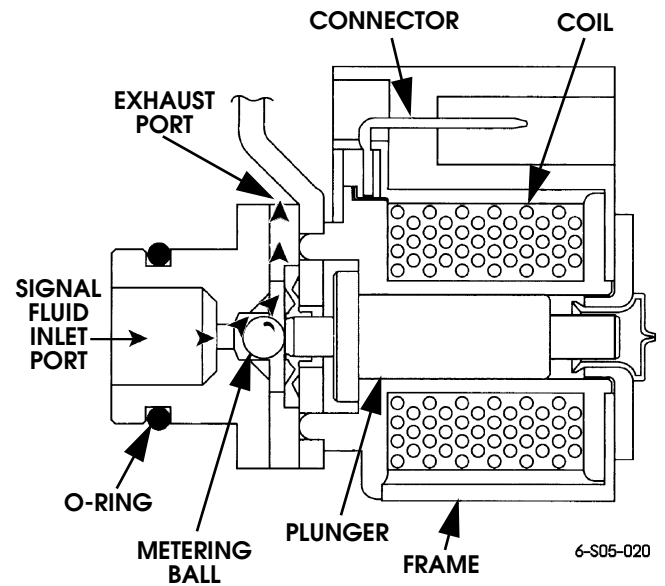 CONNECTOR
COIL
EXHAUST
PORT
SIGNAL
FLUID
INLET
PORT
O-RING
METERING
BALL
PLUNGER
FRAME
6-S05-020